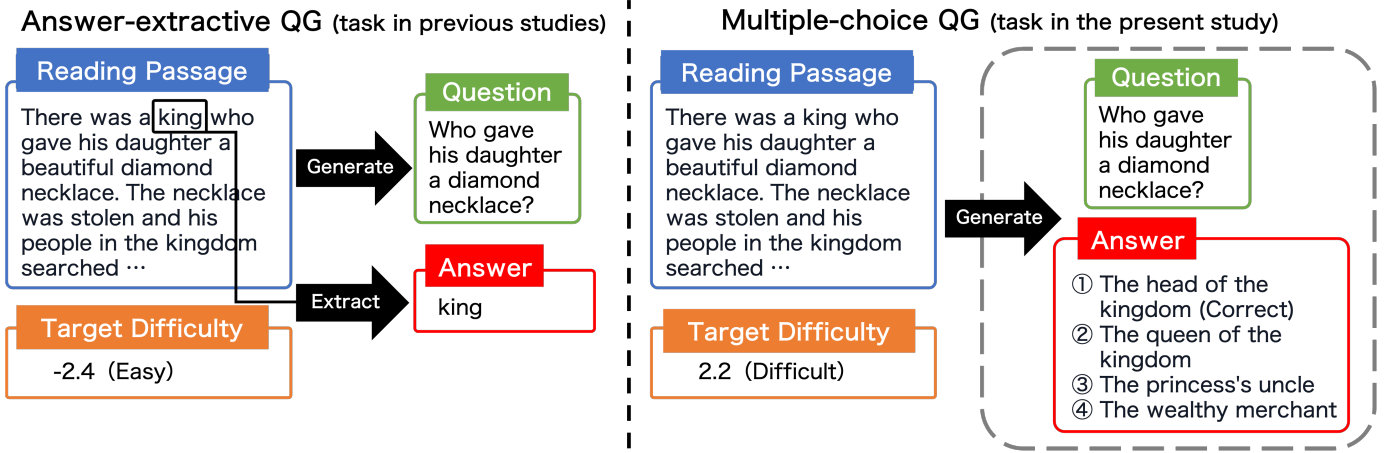 Answer-extractive QG (task in previous studies)
Reading Passage
There was a king who
gave his daughter a
beautiful diamond
necklace. The necklace
was stolen and his
people in the kingdom
searched ⋯
Target Difficulty
-2.4（Easy）
Generate
Extract
Question
Who gave
his daughter
a diamond
necklace?
Answer
king
Multiple-choice QG (task in the present study)
Reading Passage
There was a king who
gave his daughter a
beautiful diamond
necklace. The necklace
was stolen and his
people in the kingdom
searched ⋯
Target Difficulty
2.2（Difficult）
Generate
Question
Who gave
his daughter
a diamond
necklace?
Answer
① The head of the
kingdom (Correct)
② The queen of the
kingdom
③ The princess's uncle
④ The wealthy merchant